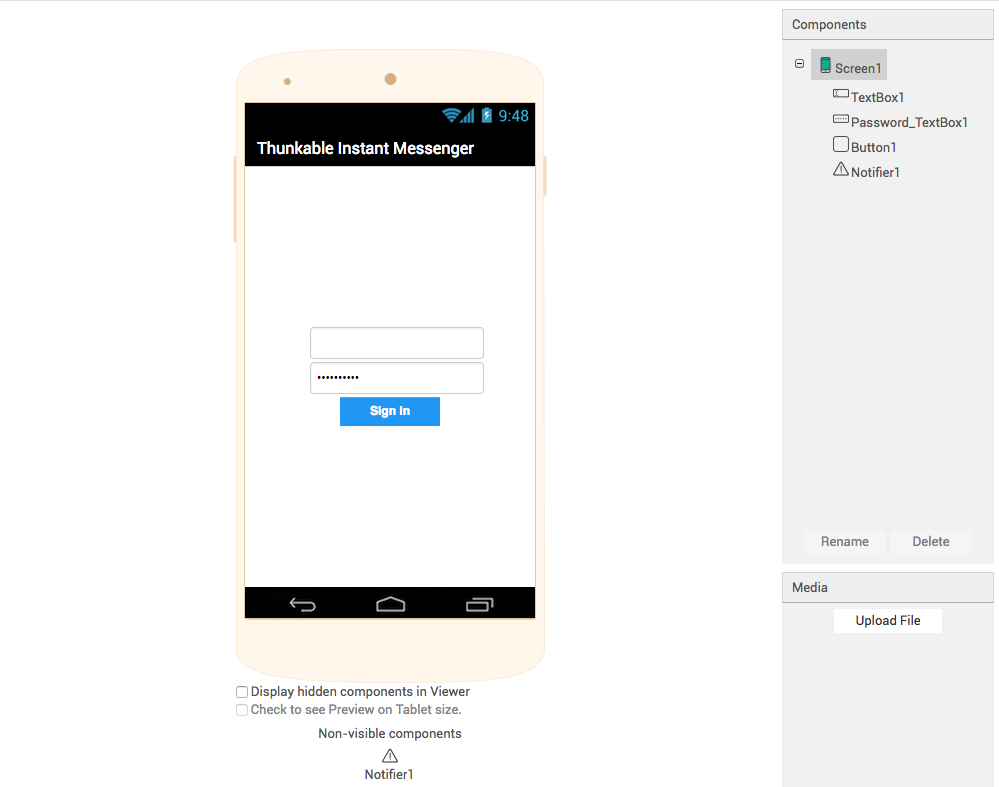 9:48
Thunkable Instant Messenger
••••••••••
Sign in
Display hidden components in Viewer
Check to see Preview on Tablet size.
Non-visible components
Notifier1
Components
Screen1
TextBox1
Password_TextBox1
Button1
Notifier1
Rename Delete
Media
Upload File